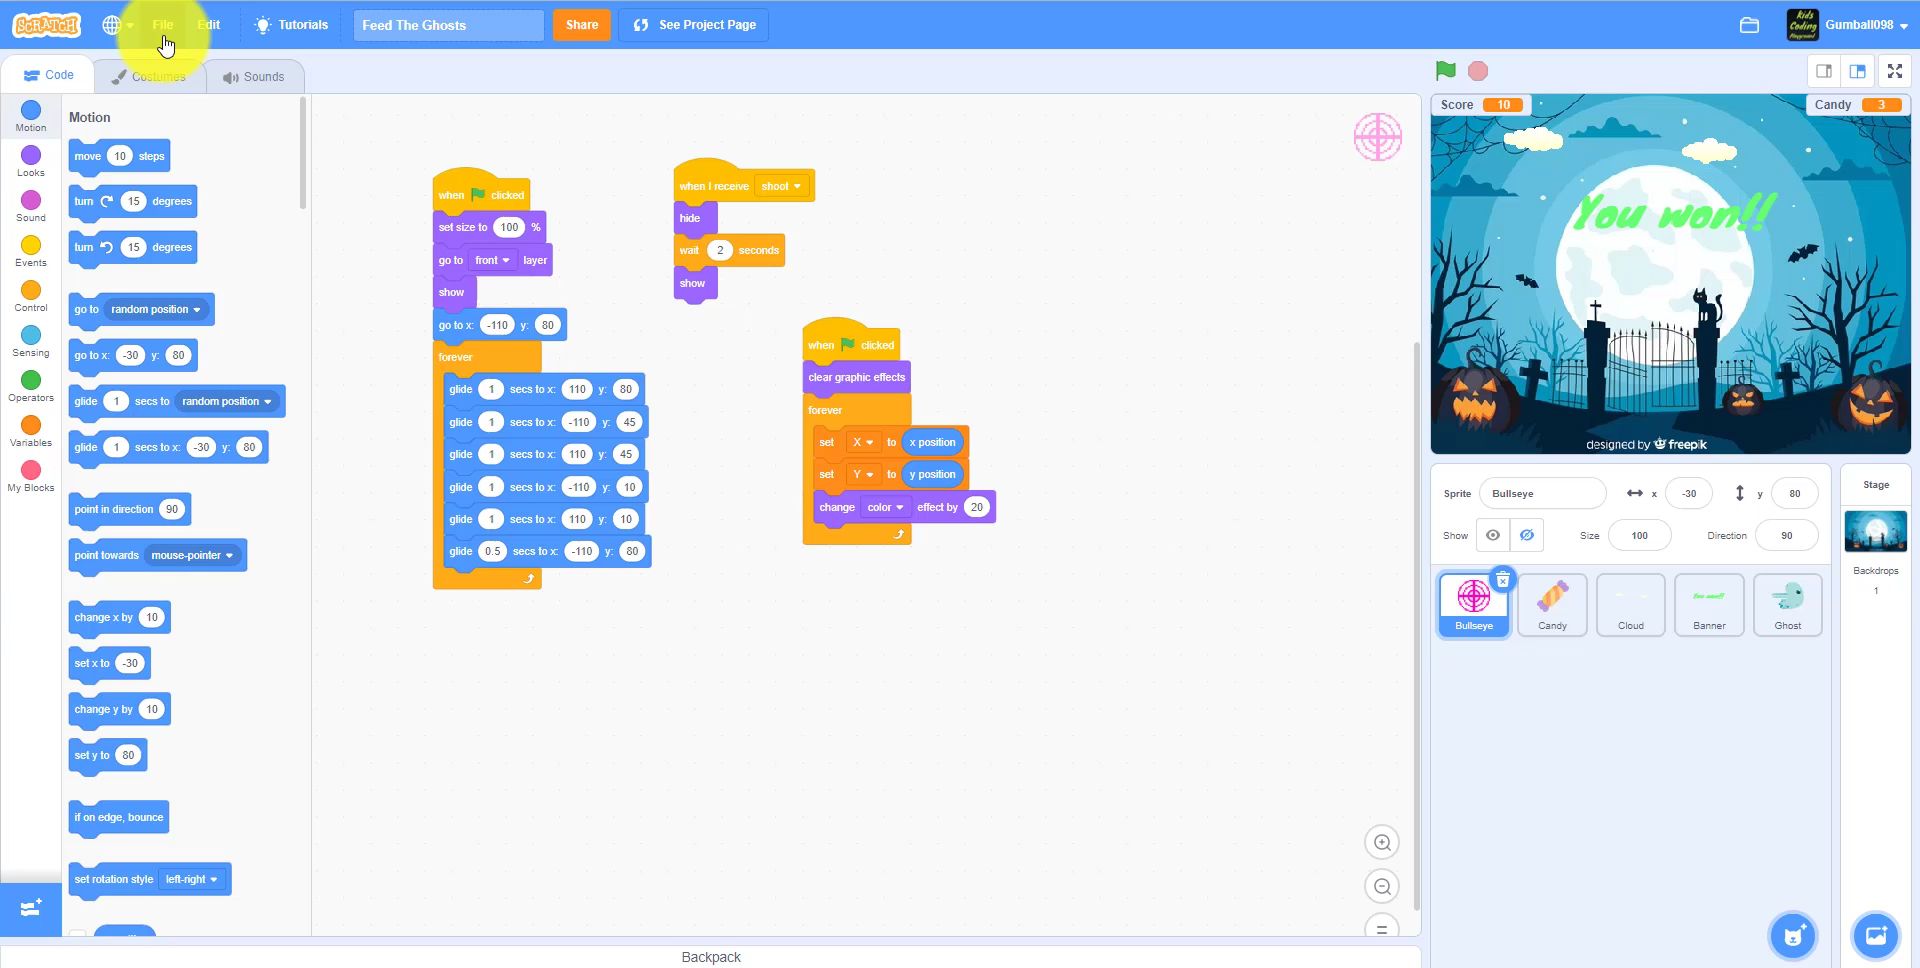 SCRATCH
File
Edit
Tutorials
Feed The Ghosts
Share
See Project Page
Kids
Coding
Playground
Gumball098
Code
Costumes
Sounds
Motion
Looks
Sound
Events
Control
Sensing
Operators
Variables
My Blocks
Motion
move 10 steps
turn 15 degrees
turn 15 degrees
go to random position
go to x: -30 y: 80
glide 1 secs to random position
glide 1 secs to x: -30 y: 80
point in direction 90
point towards mouse-pointer
change x by 10
set x to -30
change y by 10
set y to 80
if on edge, bounce
set rotation style left-right
when clicked
set size to 100 %
go to front layer
show
go to x: -110 y: 80
forever
glide 1 secs to x: 110 y: 80
glide 1 secs to x: -110 y: 45
glide 1 secs to x: 110 y: 45
glide 1 secs to x: -110 y: 10
glide 1 secs to x: 110 y: 10
glide 0.5 secs to x: -110 y: 80
when I receive shoot
hide
wait 2 seconds
show
when clicked
clear graphic effects
forever
set X to x position
set Y to y position
change color effect by 20
Backpack
Score 10
Candy 3
You won!!
designed by freepik
Sprite Bullseye x -30 y 80
Show Size 100 Direction 90
Bullseye
Candy
Cloud
You won!!
Banner
Ghost
Stage
Backdrops
1